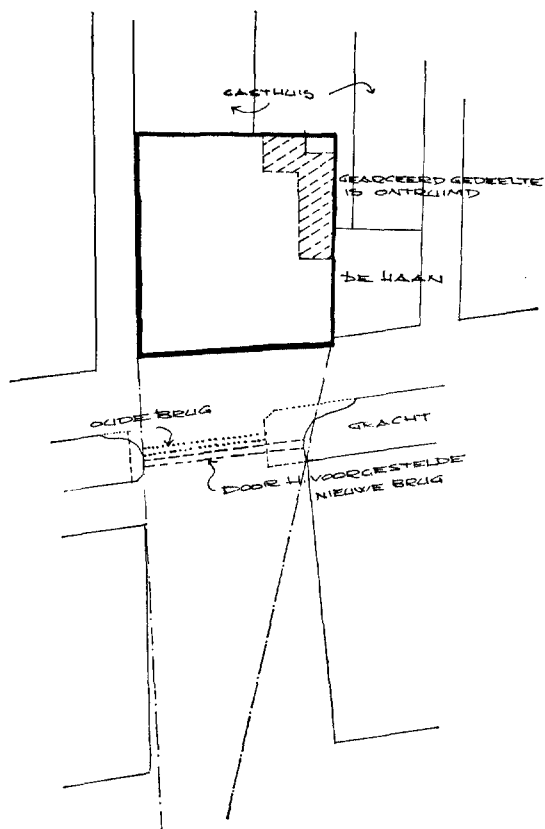 GASTHUIS
GEARCEERD GEDEELTE
IS ONTRUIMD
DE HAAN
OUDE BRUG
GRACHT
DOOR H. VOORGESTELDE
NIEUWE BRUG